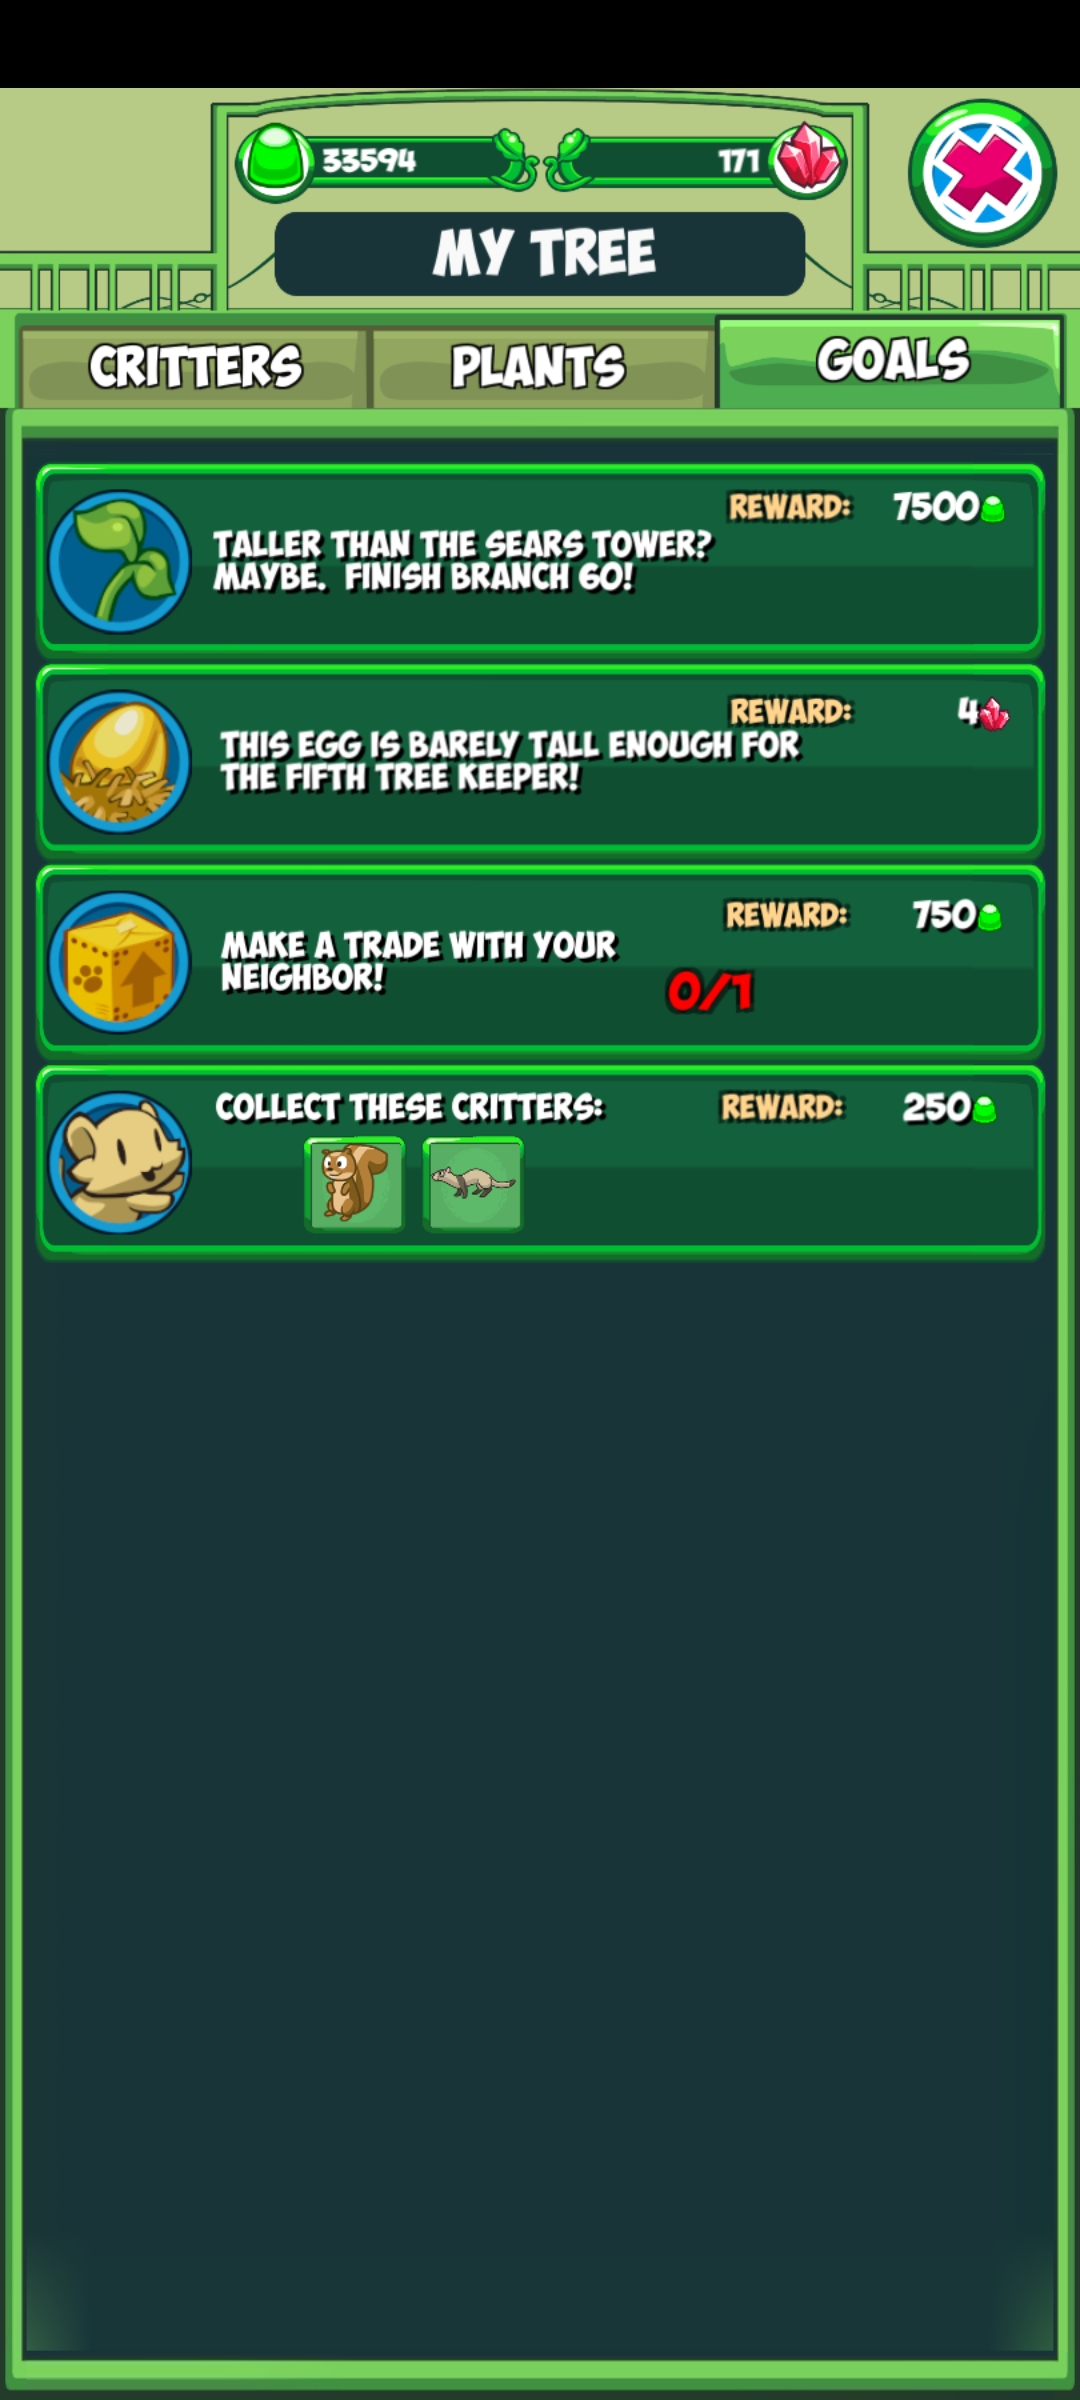 33594
171
MY TREE
CRITTERS
PLANTS
GOALS
REWARD: 7500
TALLER THAN THE SEARS TOWER?
MAYBE. FINISH BRANCH 60!
REWARD: 4
THIS EGG IS BARELY TALL ENOUGH FOR
THE FIFTH TREE KEEPER!
REWARD: 750
MAKE A TRADE WITH YOUR
NEIGHBOR!
0/1
COLLECT THESE CRITTERS:
REWARD: 250